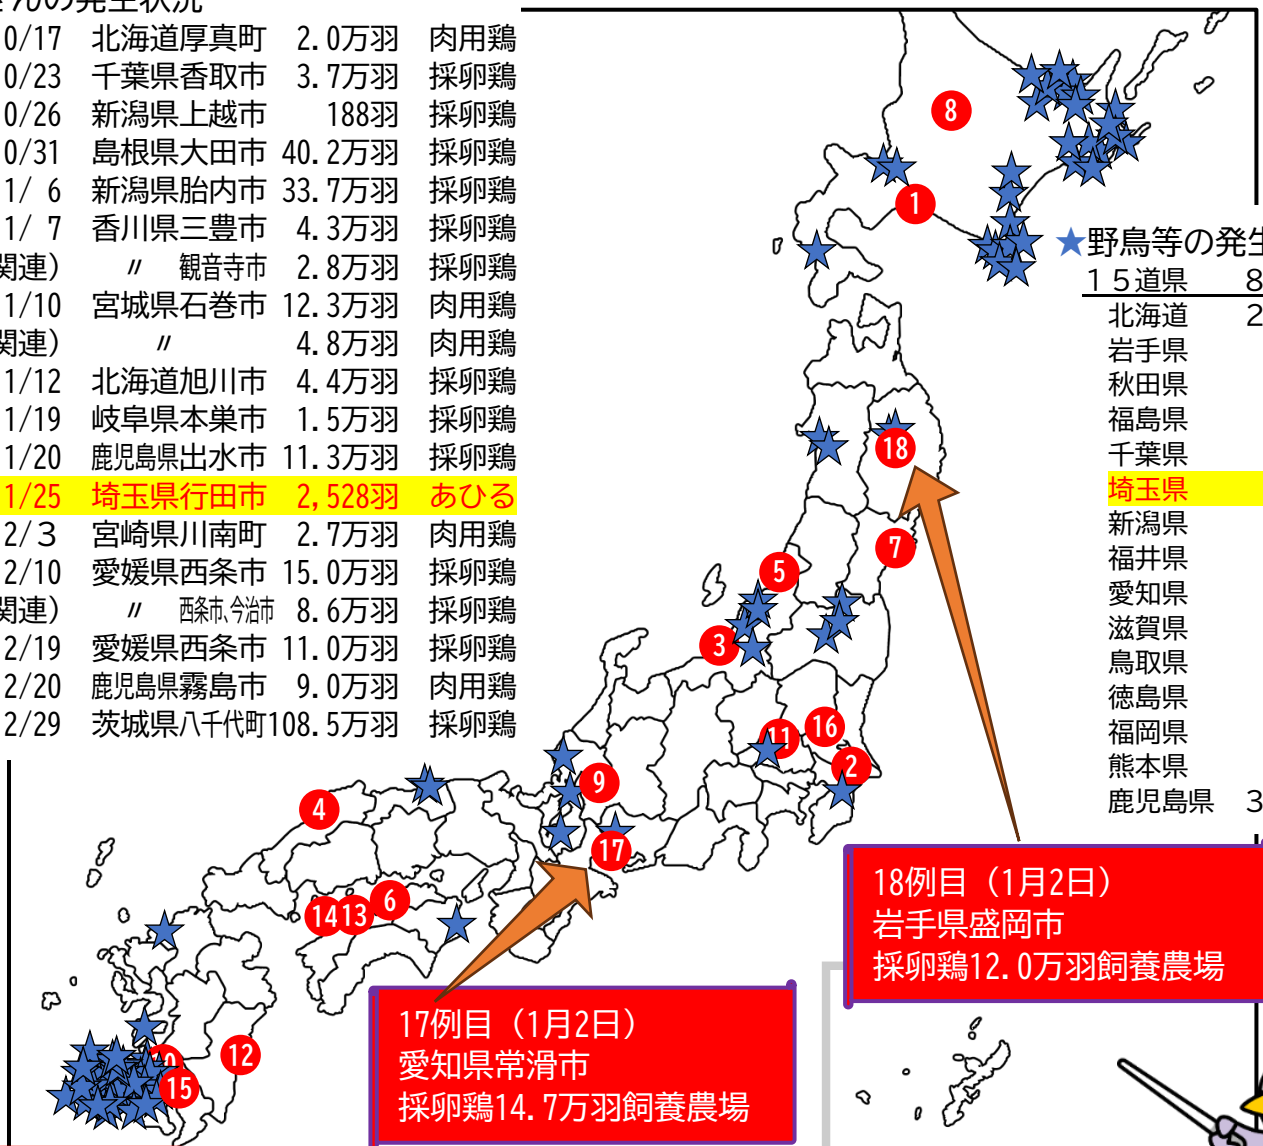 の発生状況
0/17 北海道厚真町 2.0万羽 肉用鶏
0/23 千葉県香取市 3.7万羽 採卵鶏
0/26 新潟県上越市 188羽 採卵鶏
0/31 島根県大田市 40.2万羽 採卵鶏
1/ 6 新潟県胎内市 33.7万羽 採卵鶏
1/ 7 香川県三豊市 4.3万羽 採卵鶏
関連) 〃 観音寺市 2.8万羽 採卵鶏
1/10 宮城県石巻市 12.3万羽 肉用鶏
関連) 〃 4.8万羽 肉用鶏
1/12 北海道旭川市 4.4万羽 採卵鶏
1/19 岐阜県本巣市 1.5万羽 採卵鶏
1/20 鹿児島県出水市 11.3万羽 採卵鶏
1/25 埼玉県行田市 2,528羽 あひる
2/3 宮崎県川南町 2.7万羽 肉用鶏
2/10 愛媛県西条市 15.0万羽 採卵鶏
関連) 〃 西条市,今治市 8.6万羽 採卵鶏
2/19 愛媛県西条市 11.0万羽 採卵鶏
2/20 鹿児島県霧島市 9.0万羽 肉用鶏
2/29 茨城県八千代町108.5万羽 採卵鶏
8
1
★野鳥等の発生
15道県 8
北海道 2
岩手県
秋田県
福島県
千葉県
埼玉県
新潟県
福井県
愛知県
滋賀県
鳥取県
徳島県
福岡県
熊本県
鹿児島県 3
18
7
5
3
16
11
2
9
4
17
6
14 13
12
15
18例目(1月2日)
岩手県盛岡市
採卵鶏12.0万羽飼養農場
17例目(1月2日)
愛知県常滑市
採卵鶏14.7万羽飼養農場